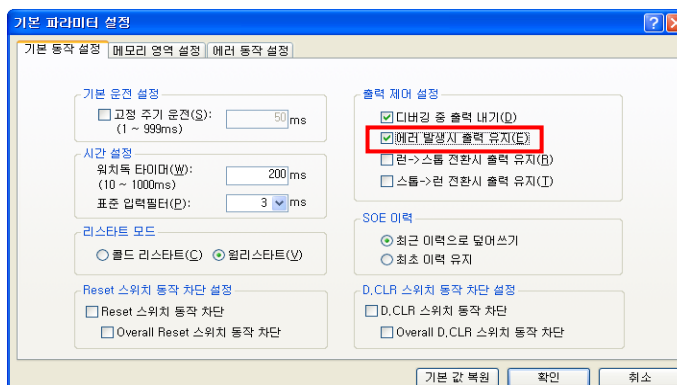 기본 파라미터 설정
기본 동작 설정 메모리 영역 설정 에러 동작 설정
기본 운전 설정
고정 주기 운전(S): 50 ms
(1 ~ 999ms)
시간 설정
워치독 타이머(W): 200 ms
(10 ~ 1000ms)
표준 입력필터(P): 3 ms
리스타트 모드
콜드 리스타트(C) 웜리스타트(V)
Reset 스위치 동작 차단 설정
Reset 스위치 동작 차단
Overall Reset 스위치 동작 차단
출력 제어 설정
디버깅 중 출력 내기(D)
에러 발생시 출력 유지(E)
런->스톱 전환시 출력 유지(R)
스톱->런 전환시 출력 유지(T)
SOE 이력
최근 이력으로 덮어쓰기
최초 이력 유지
D.CLR 스위치 동작 차단 설정
D.CLR 스위치 동작 차단
Overall D.CLR 스위치 동작 차단
기본 값 복원 확인 취소